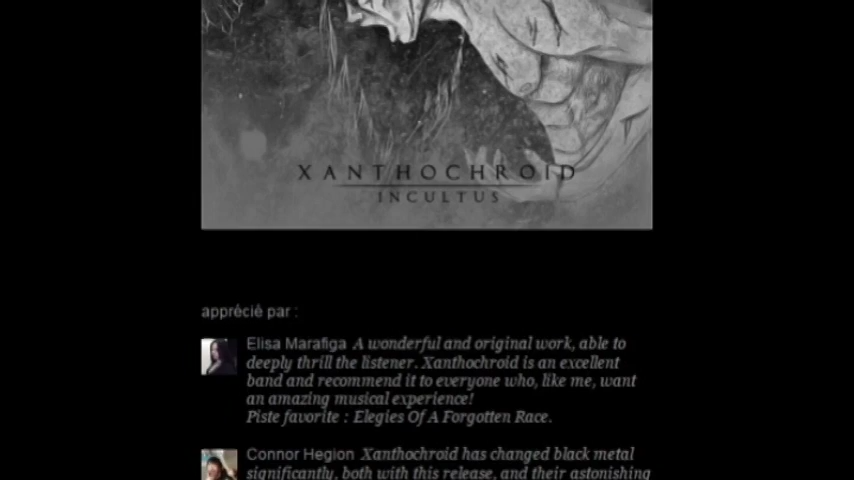 XANTHOCHROID
INCULTUS
apprécié par :
Elisa Marafiga A wonderful and original work, able to
deeply thrill the listener. Xanthochroid is an excellent
band and recommend it to everyone who, like me, want
an amazing musical experience!
Piste favorite : Elegies Of A Forgotten Race.
Connor Hegion Xanthochroid has changed black metal
significantly, both with this release, and their astonishing